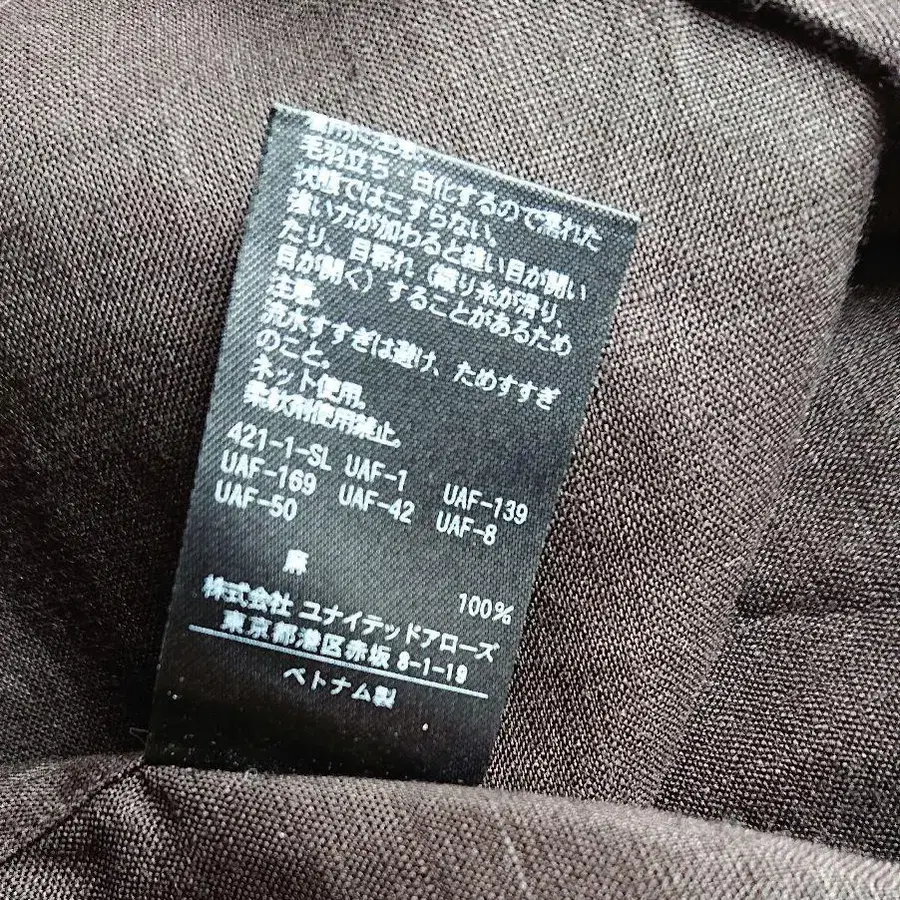 毛羽立ち・白化するので濡れた
状態ではこすらない。
強い力が加わると縫い目が開い
たり、目寄れ（織り糸が滑り、
目が開く）することがあるため
注意。
流水すすぎは避け、ためすすぎ
のこと。
ネット使用。
柔軟剤使用禁止。
421-1-SL UAF-1 UAF-139
UAF-169 UAF-42 UAF-8
UAF-50
麻 100%
株式会社 ユナイテッドアローズ
東京都港区赤坂 8-1-19
ベトナム製